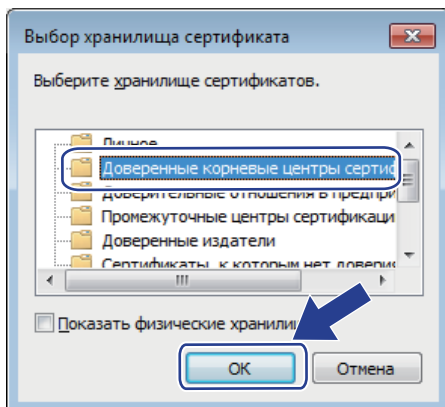 Выбор хранилища сертификата
Выберите хранилище сертификатов.
Личное
Доверенные корневые центры сертиф
Доверительные отношения в предпри
Промежуточные центры сертификаци
Доверенные издатели
Сертификаты, к которым нет доверия
Показать физические хранили
ОК
Отмена